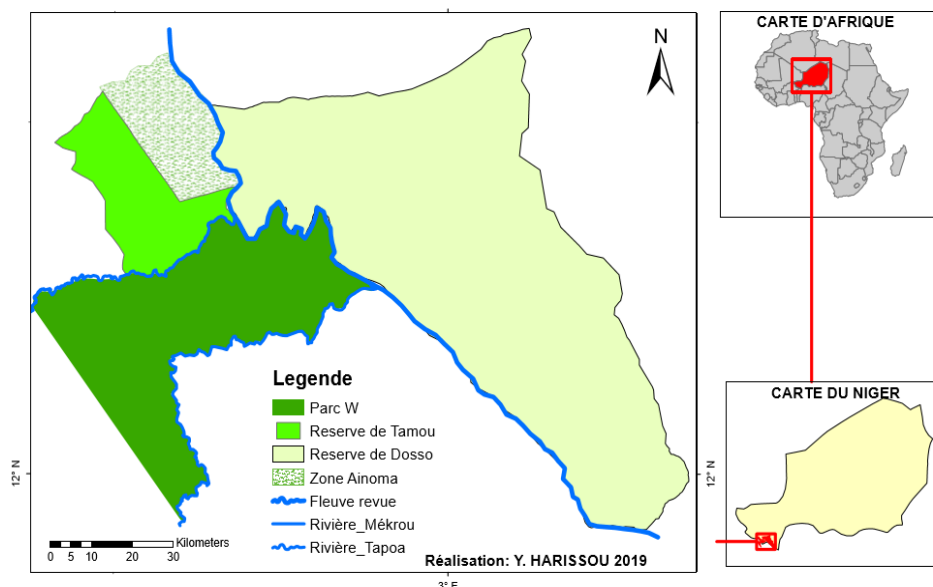 N
12° N
Legende
Parc W
Reserve de Tamou
Reserve de Dosso
Zone Ainoma
Fleuve revue
Rivière_Mékrou
Rivière_Tapoa
Kilometers
0 5 10 20 30
Réalisation: Y. HARISSOU 2019
3° E
12° N
CARTE D'AFRIQUE
CARTE DU NIGER